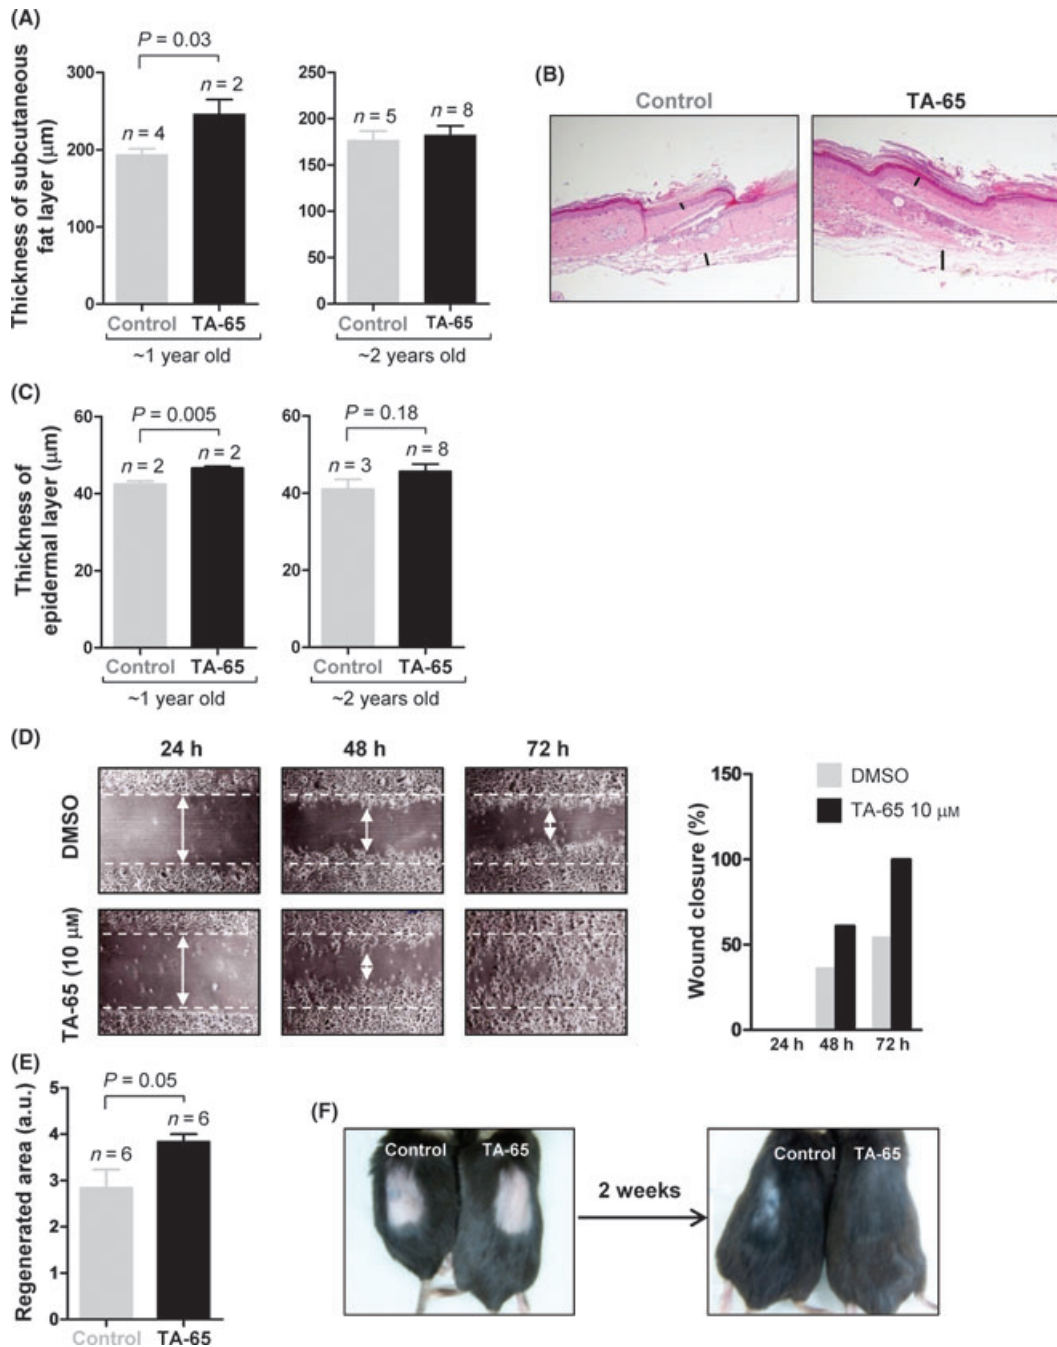 (A)
Thickness of subcutaneous
fat layer (μm)
P = 0.03
300
200
100
0
n = 4
n = 2
Control
TA-65
~1 year old
250
200
150
100
50
0
n = 5
n = 8
Control
TA-65
~2 years old
(B)
Control
TA-65
(C)
Thickness of
epidermal layer (μm)
P = 0.005
60
40
20
0
n = 2
n = 2
Control
TA-65
~1 year old
P = 0.18
60
40
20
0
n = 3
n = 8
Control
TA-65
~2 years old
(D)
24 h
48 h
72 h
DMSO
TA-65 (10 μM)
Wound closure (%)
150
100
50
0
DMSO
TA-65 10 μM
24 h
48 h
72 h
(E)
Regenerated area (a.u.)
P = 0.05
5
4
3
2
1
0
n = 6
n = 6
Control
TA-65
(F)
Control
TA-65
2 weeks
Control
TA-65